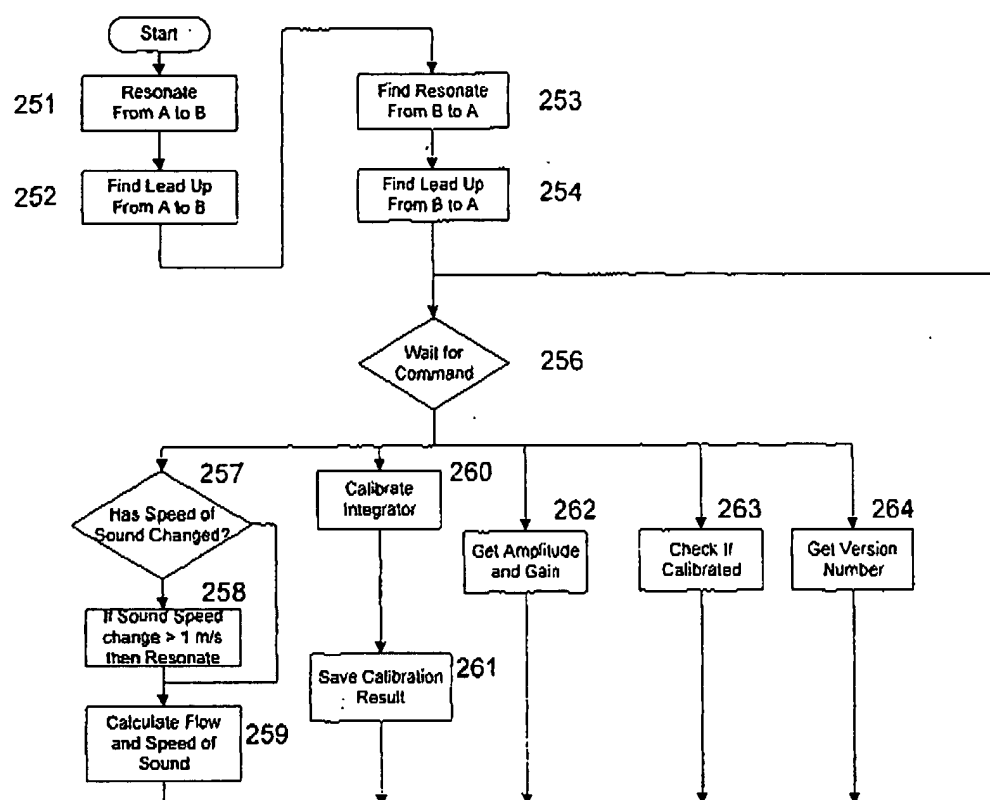 Start
251
Resonate
From A to B
252
Find Lead Up
From A to B
Find Resonate
From B to A
253
Find Lead Up
From B to A
254
Wait for
Command
256
257
Has Speed of
Sound Changed?
258
If Sound Speed
change > 1 m/s
then Resonate
Calculate Flow
and Speed of
Sound
259
260
Calibrate
Integrator
Save Calibration
Result
261
262
Get Amplitude
and Gain
263
Check If
Calibrated
264
Get Version
Number